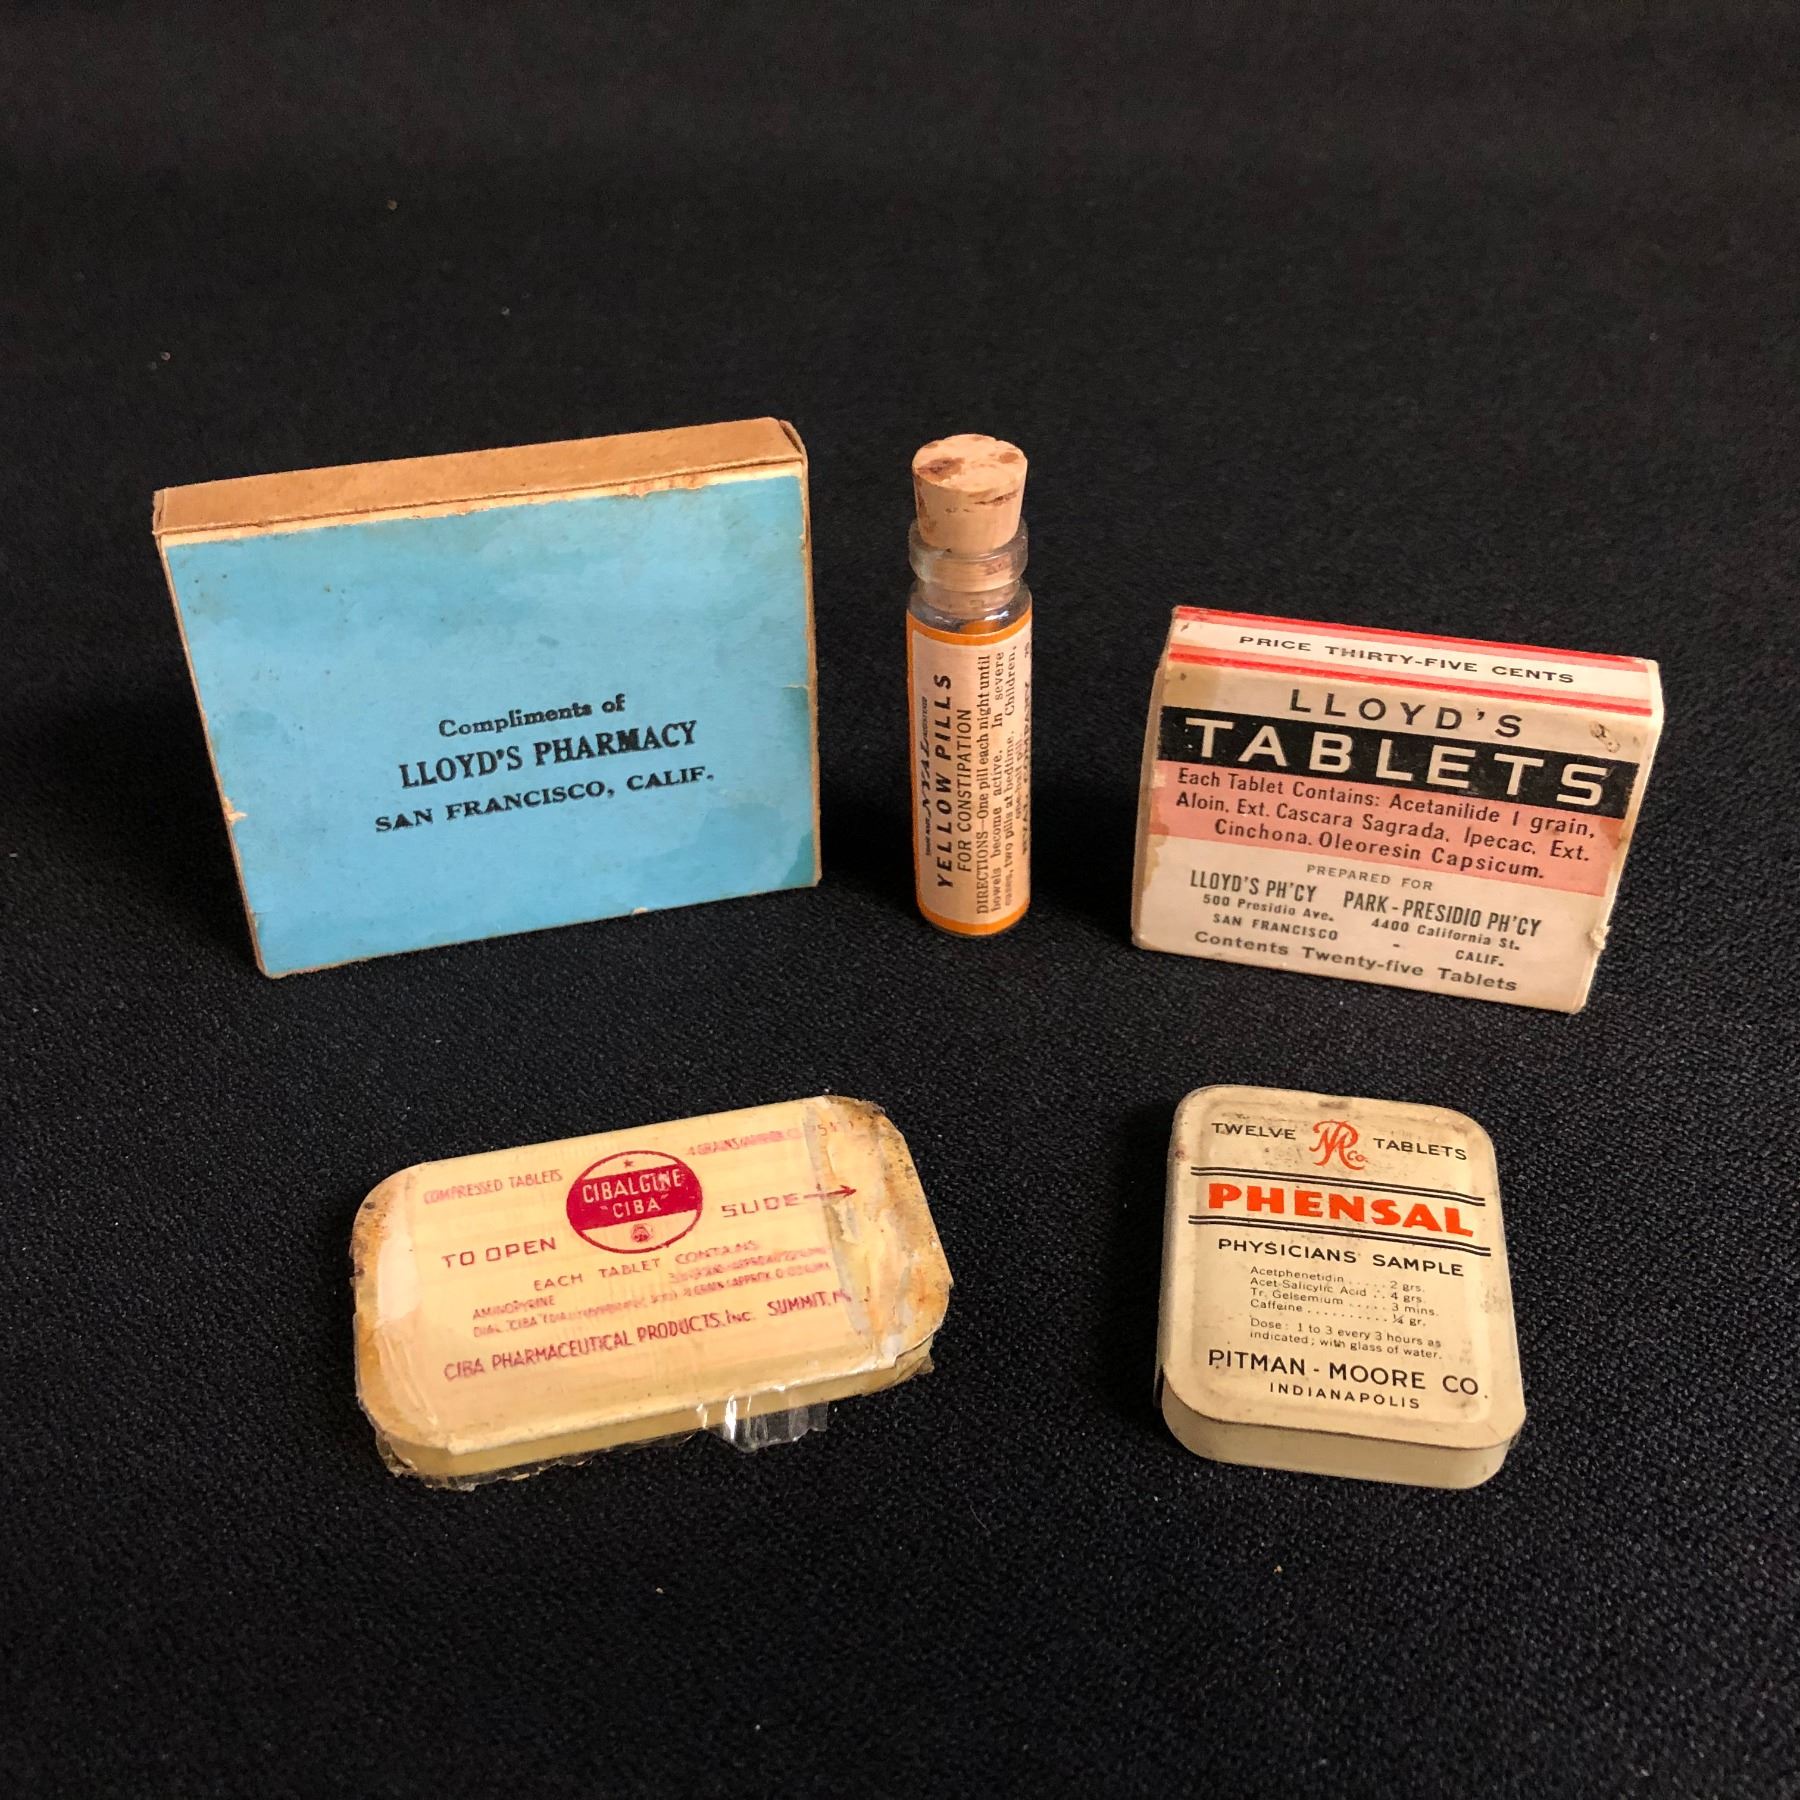 Compliments of
LLOYD'S PHARMACY
SAN FRANCISCO, CALIF.
NYAL
YELLOW PILLS
FOR CONSTIPATION
DIRECTIONS—One pill each night until
bowels become active. In severe
cases, two pills at bedtime. Children,
COMPANY
PRICE THIRTY-FIVE CENTS
LLOYD'S
TABLETS
Each Tablet Contains: Acetanilide 1 grain,
Aloin, Ext. Cascara Sagrada, Ipecac, Ext.
Cinchona. Oleoresin Capsicum.
PREPARED FOR
LLOYD'S PH'CY PARK-PRESIDIO PH'CY
500 Presidio Ave. 4400 California St.
SAN FRANCISCO - CALIF.
Contents Twenty-five Tablets
COMPRESSED TABLETS
4 GRAINS
CIBALGINE
"CIBA"
TO OPEN SLIDE
EACH TABLET CONTAINS
AMINOPYRINE
DIAL "CIBA"
CIBA PHARMACEUTICAL PRODUCTS, INC. SUMMIT,
TWELVE TABLETS
PHENSAL
PHYSICIANS' SAMPLE
Acetphenetidin ..... 2 grs.
Acet-Salicylic Acid .. 4 grs.
Tr. Gelsemium ..... 3 mins.
Caffeine ......... ¼ gr.
Dose: 1 to 3 every 3 hours as
indicated; with glass of water.
PITMAN-MOORE CO.
INDIANAPOLIS